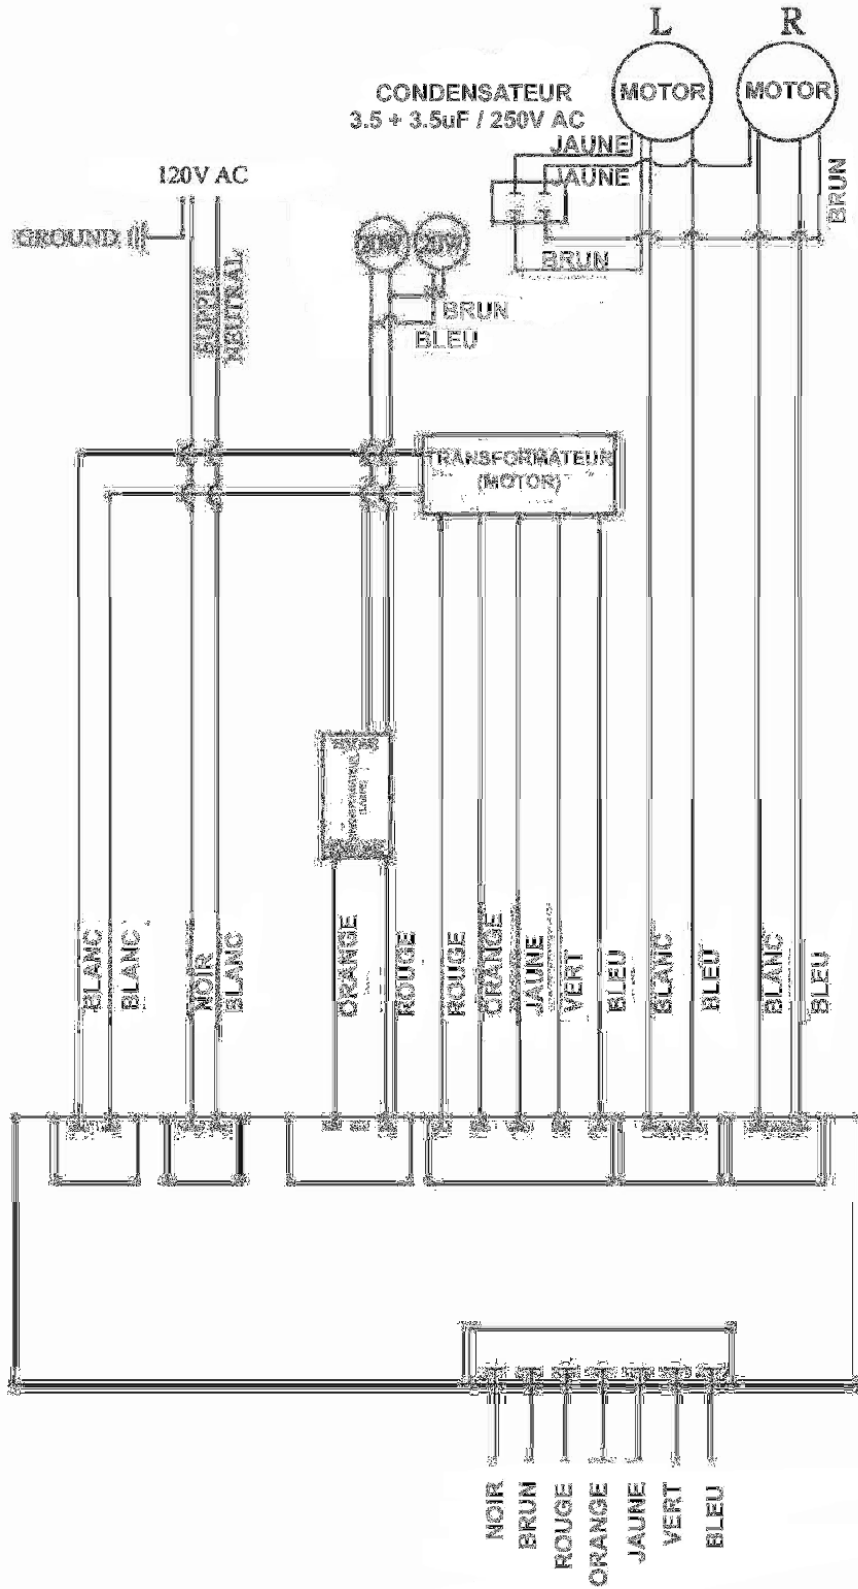 L R
MOTOR MOTOR
CONDENSATEUR
3.5 + 3.5uF / 250V AC
JAUNE
JAUNE
BRUN
120V AC
GROUND
SUPPLY
NEUTRAL
20W 20W
BRUN
BRUN
BLEU
TRANSFORMATEUR
(MOTOR)
BLANC
BLANC
NOIR
BLANC
ORANGE
ROUGE
ROUGE
ORANGE
JAUNE
VERT
BLEU
BLANC
BLEU
BLANC
BLEU
NOIR
BRUN
ROUGE
ORANGE
JAUNE
VERT
BLEU